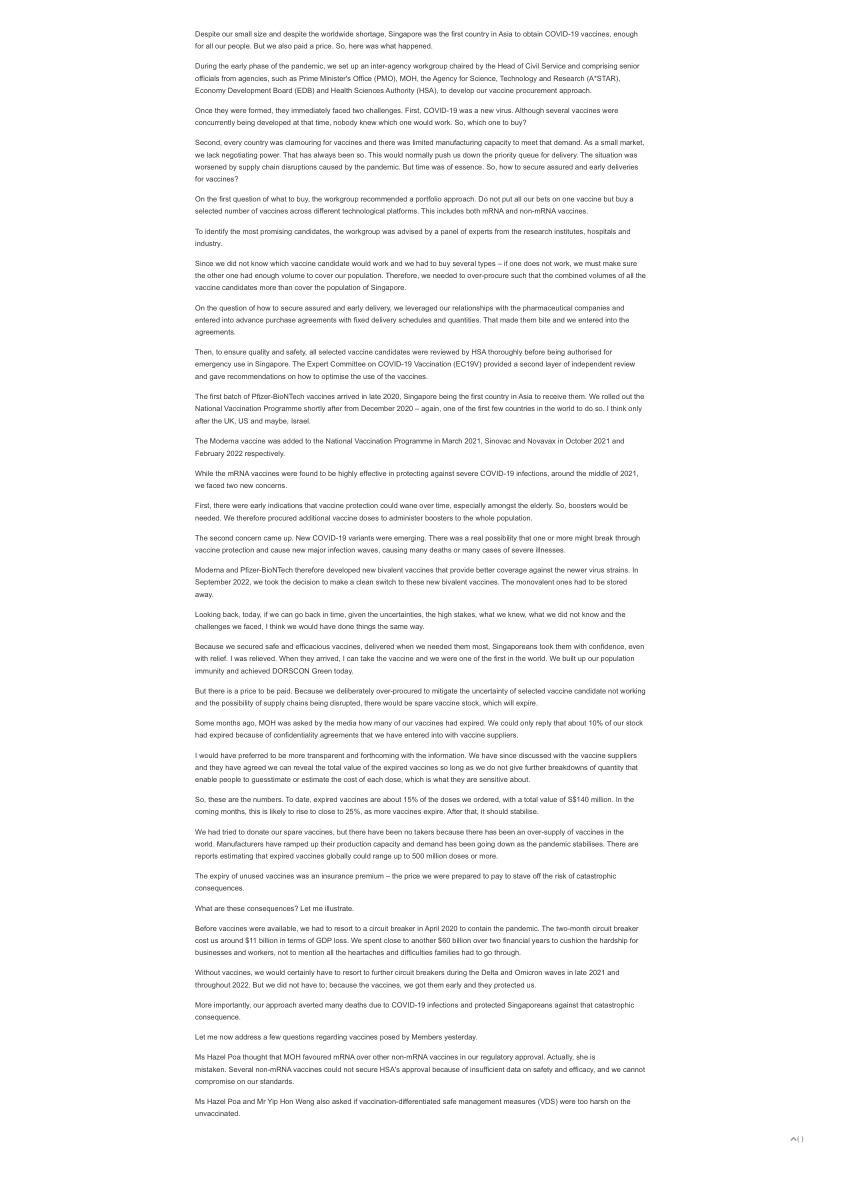 Despite our small size and despite the worldwide shortage, Singapore was the first country in Asia to obtain COVID-19 vaccines, enough
for all our people. But we also paid a price. So, here was what happened.
During the early phase of the pandemic, we set up an inter-agency workgroup chaired by the Head of Civil Service and comprising senior
officials from agencies, such as Prime Minister's Office (PMO), MOH, the Agency for Science, Technology and Research (A*STAR),
Economy Development Board (EDB) and Health Sciences Authority (HSA), to develop our vaccine procurement approach.
Once they were formed, they immediately faced two challenges. First, COVID-19 was a new virus. Although several vaccines were
concurrently being developed at that time, nobody knew which one would work. So, which one to buy?
Second, every country was clamouring for vaccines and there was limited manufacturing capacity to meet that demand. As a small market,
we lack negotiating power. That has always been so. This would normally push us down the priority queue for delivery. The situation was
worsened by supply chain disruptions caused by the pandemic. But time was of essence. So, how to secure assured and early deliveries
for vaccines?
On the first question of what to buy, the workgroup recommended a portfolio approach. Do not put all our bets on one vaccine but buy a
selected number of vaccines across different technological platforms. This includes both mRNA and non-mRNA vaccines.
To identify the most promising candidates, the workgroup was advised by a panel of experts from the research institutes, hospitals and
industry.
Since we did not know which vaccine candidate would work and we had to buy several types – if one does not work, we must make sure
the other one had enough volume to cover our population. Therefore, we needed to over-procure such that the combined volumes of all the
vaccine candidates more than cover the population of Singapore.
On the question of how to secure assured and early delivery, we leveraged our relationships with the pharmaceutical companies and
entered into advance purchase agreements with fixed delivery schedules and quantities. That made them bite and we entered into the
agreements.
Then, to ensure quality and safety, all selected vaccine candidates were reviewed by HSA thoroughly before being authorised for
emergency use in Singapore. The Expert Committee on COVID-19 Vaccination (EC19V) provided a second layer of independent review
and gave recommendations on how to optimise the use of the vaccines.
The first batch of Pfizer-BioNTech vaccines arrived in late 2020, Singapore being the first country in Asia to receive them. We rolled out the
National Vaccination Programme shortly after from December 2020 – again, one of the first few countries in the world to do so. I think only
after the UK, US and maybe, Israel.
The Moderna vaccine was added to the National Vaccination Programme in March 2021, Sinovac and Novavax in October 2021 and
February 2022 respectively.
While the mRNA vaccines were found to be highly effective in protecting against severe COVID-19 infections, around the middle of 2021,
we faced two new concerns.
First, there were early indications that vaccine protection could wane over time, especially amongst the elderly. So, boosters would be
needed. We therefore procured additional vaccine doses to administer boosters to the whole population.
The second concern came up. New COVID-19 variants were emerging. There was a real possibility that one or more might break through
vaccine protection and cause new major infection waves, causing many deaths or many cases of severe illnesses.
Moderna and Pfizer-BioNTech therefore developed new bivalent vaccines that provide better coverage against the newer virus strains. In
September 2022, we took the decision to make a clean switch to these new bivalent vaccines. The monovalent ones had to be stored
away.
Looking back, today, if we can go back in time, given the uncertainties, the high stakes, what we knew, what we did not know and the
challenges we faced, I think we would have done things the same way.
Because we secured safe and efficacious vaccines, delivered when we needed them most, Singaporeans took them with confidence, even
with relief. I was relieved. When they arrived, I can take the vaccine and we were one of the first in the world. We built up our population
immunity and achieved DORSCON Green today.
But there is a price to be paid. Because we deliberately over-procured to mitigate the uncertainty of selected vaccine candidate not working
and the possibility of supply chains being disrupted, there would be spare vaccine stock, which will expire.
Some months ago, MOH was asked by the media how many of our vaccines had expired. We could only reply that about 10% of our stock
had expired because of confidentiality agreements that we have entered into with vaccine suppliers.
I would have preferred to be more transparent and forthcoming with the information. We have since discussed with the vaccine suppliers
and they have agreed we can reveal the total value of the expired vaccines so long as we do not give further breakdowns of quantity that
enable people to guesstimate or estimate the cost of each dose, which is what they are sensitive about.
So, these are the numbers. To date, expired vaccines are about 15% of the doses we ordered, with a total value of S$140 million. In the
coming months, this is likely to rise to close to 25%, as more vaccines expire. After that, it should stabilise.
We had tried to donate our spare vaccines, but there have been no takers because there has been an over-supply of vaccines in the
world. Manufacturers have ramped up their production capacity and demand has been going down as the pandemic stabilises. There are
reports estimating that expired vaccines globally could range up to 500 million doses or more.
The expiry of unused vaccines was an insurance premium – the price we were prepared to pay to stave off the risk of catastrophic
consequences.
What are these consequences? Let me illustrate.
Before vaccines were available, we had to resort to a circuit breaker in April 2020 to contain the pandemic. The two-month circuit breaker
cost us around $11 billion in terms of GDP loss. We spent close to another $60 billion over two financial years to cushion the hardship for
businesses and workers, not to mention all the heartaches and difficulties families had to go through.
Without vaccines, we would certainly have to resort to further circuit breakers during the Delta and Omicron waves in late 2021 and
throughout 2022. But we did not have to; because the vaccines, we got them early and they protected us.
More importantly, our approach averted many deaths due to COVID-19 infections and protected Singaporeans against that catastrophic
consequence.
Let me now address a few questions regarding vaccines posed by Members yesterday.
Ms Hazel Poa thought that MOH favoured mRNA over other non-mRNA vaccines in our regulatory approval. Actually, she is
mistaken. Several non-mRNA vaccines could not secure HSA's approval because of insufficient data on safety and efficacy, and we cannot
compromise on our standards.
Ms Hazel Poa and Mr Yip Hon Weng also asked if vaccination-differentiated safe management measures (VDS) were too harsh on the
unvaccinated.
( )